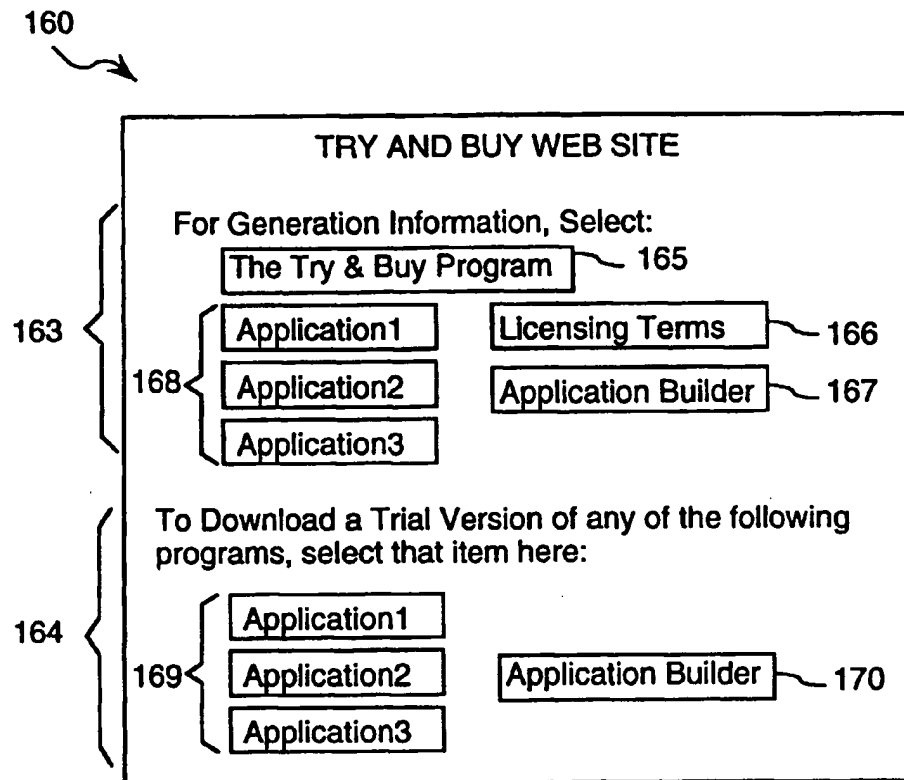 160
TRY AND BUY WEB SITE
For Generation Information, Select:
The Try & Buy Program 165
163
168
Application1 Licensing Terms 166
Application2 Application Builder 167
Application3
To Download a Trial Version of any of the following
programs, select that item here:
164
169
Application1
Application2 Application Builder 170
Application3